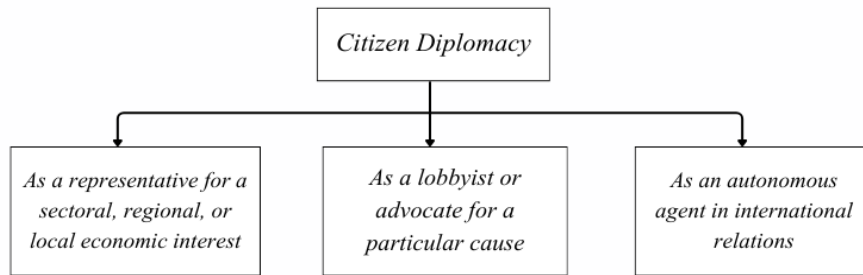 Citizen Diplomacy
As a representative for a
sectoral, regional, or
local economic interest
As a lobbyist or
advocate for a
particular cause
As an autonomous
agent in international
relations